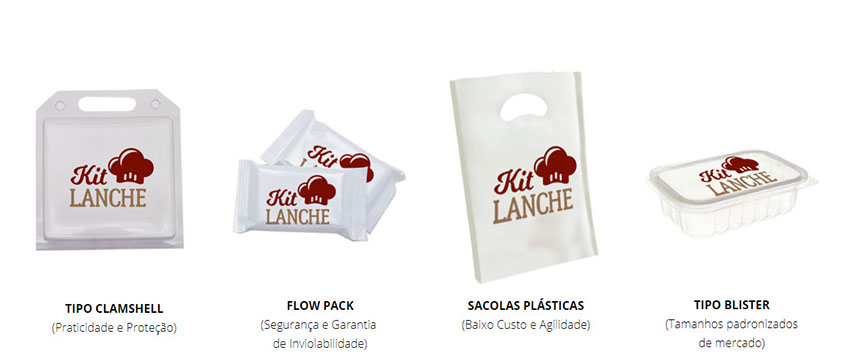 Kit
LANCHE
Kit
Kit
LANCHE
Kit
LANCHE
Kit
LANCHE
TIPO CLAMSHELL
(Praticidade e Proteção)
FLOW PACK
(Segurança e Garantia
de Inviolabilidade)
SACOLAS PLÁSTICAS
(Baixo Custo e Agilidade)
TIPO BLISTER
(Tamanhos padronizados
de mercado)